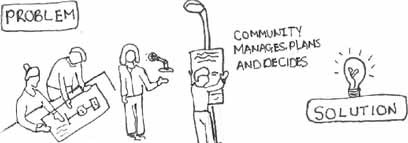 PROBLEM
COMMUNITY
MANAGES, PLANS
AND DECIDES
SOLUTION